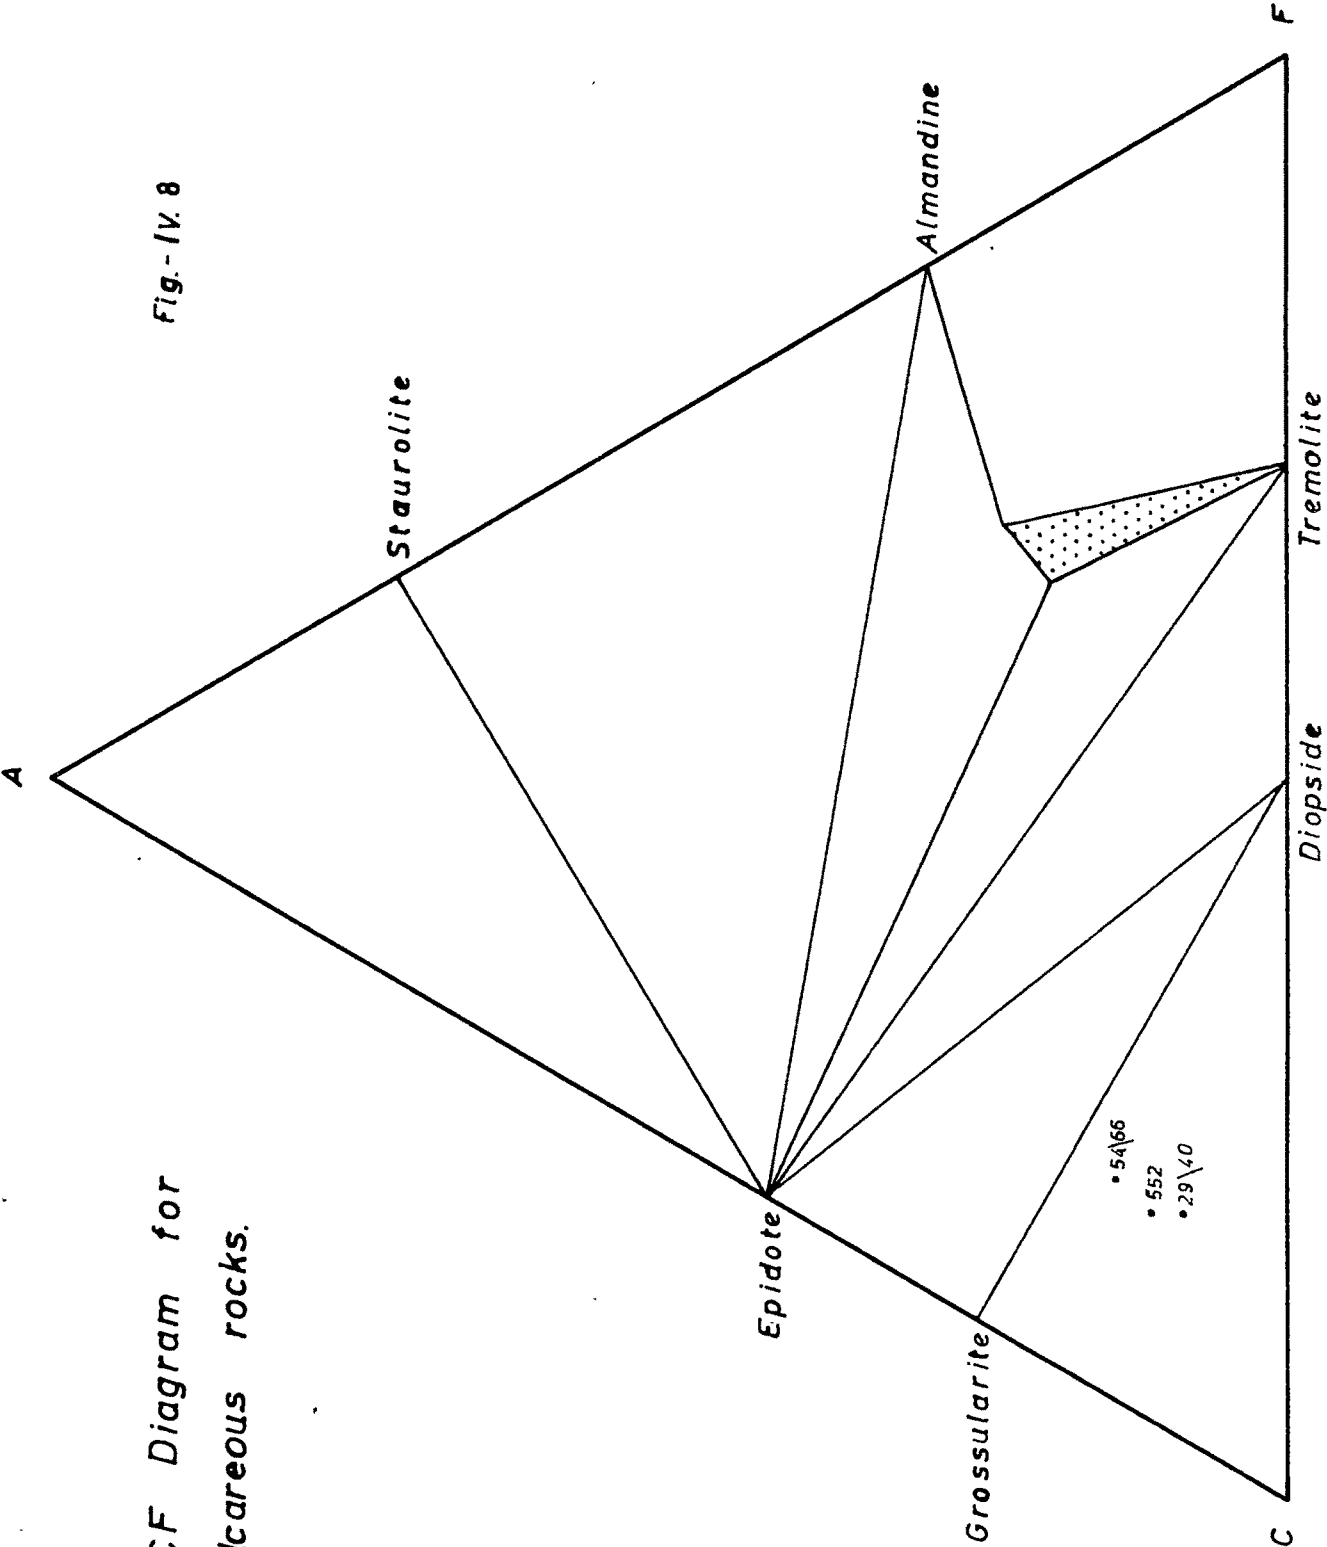 CF Diagram for
lcareous rocks.
Fig.-IV. 8
A
Staurolite
Almandine
Epidote
Grossularite
• 54\66
• 552
• 29\40
C
Diopside
Tremolite
F